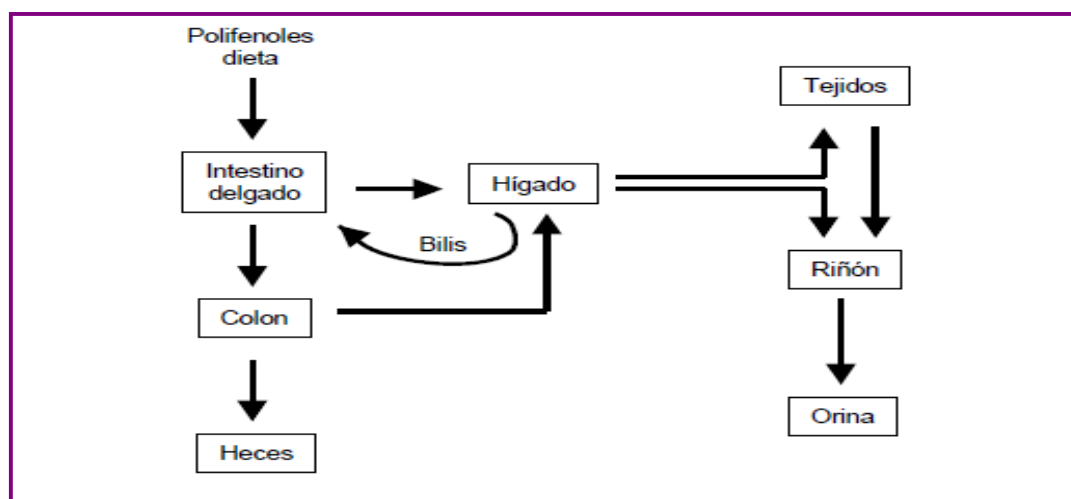 Polifenoles
dieta
Intestino
delgado
Hígado
Bilis
Colon
Heces
Tejidos
Riñón
Orina